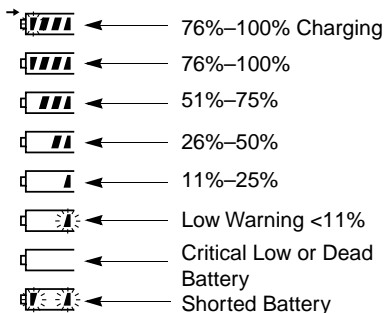 76%–100% Charging
76%–100%
51%–75%
26%–50%
11%–25%
Low Warning <11%
Critical Low or Dead
Battery
Shorted Battery